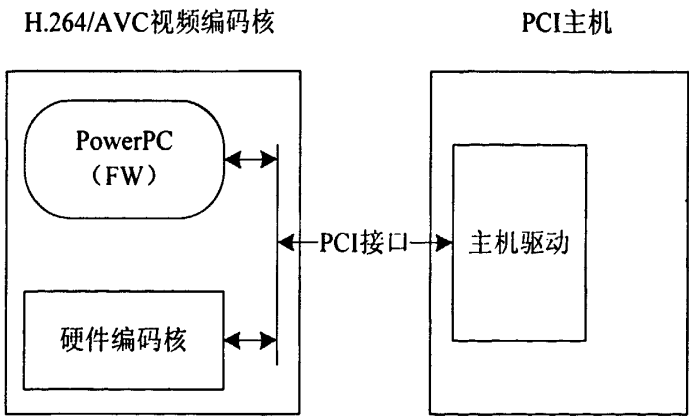 H.264/AVC视频编码核
PCI主机
PowerPC
（FW）
PCI接口
主机驱动
硬件编码核